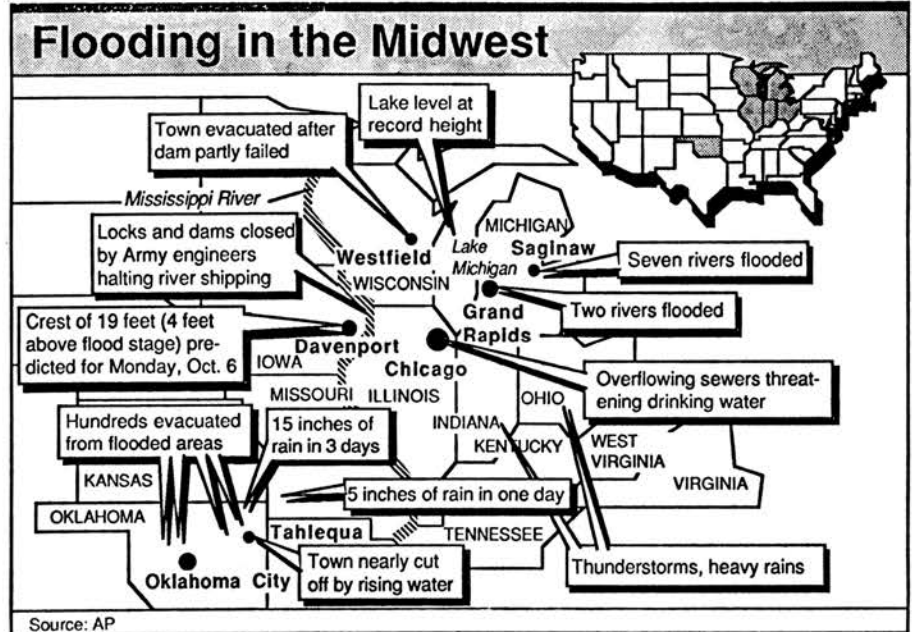 Flooding in the Midwest
Lake level at
record height
Town evacuated after
dam partly failed
Mississippi River
Locks and dams closed
by Army engineers
halting river shipping
Westfield
WISCONSIN
MICHIGAN
Lake
Michigan
Saginaw
Seven rivers flooded
Grand
Rapids
Two rivers flooded
Crest of 19 feet (4 feet
above flood stage) pre-
dicted for Monday, Oct. 6
Davenport
IOWA
Chicago
Overflowing sewers threat-
ening drinking water
MISSOURI
ILLINOIS
INDIANA
OHIO
KENTUCKY
WEST
VIRGINIA
VIRGINIA
Hundreds evacuated
from flooded areas
15 inches of
rain in 3 days
KANSAS
5 inches of rain in one day
OKLAHOMA
Tahlequa
TENNESSEE
Town nearly cut
off by rising water
Thunderstorms, heavy rains
Oklahoma City
Source: AP